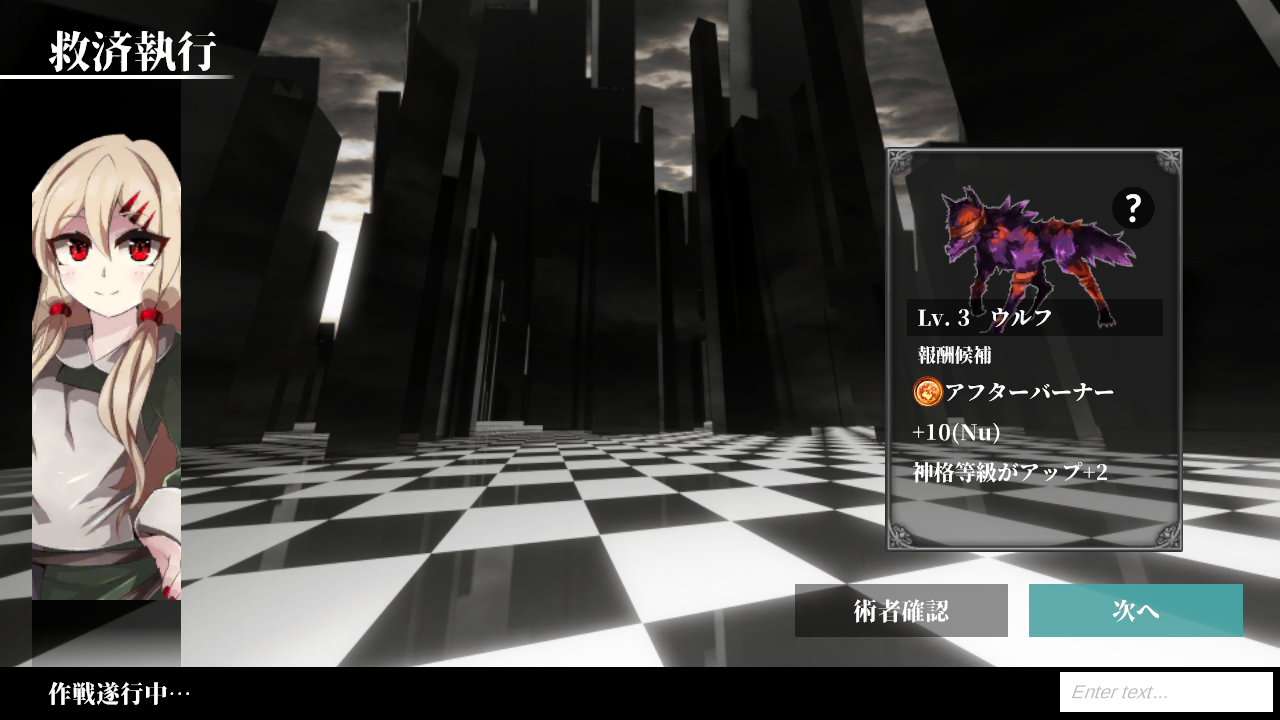 救済執行
?
Lv. 3 ウルフ
報酬候補
アフターバーナー
+10(Nu)
神格等級がアップ+2
術者確認
次へ
作戦遂行中…
Enter text...